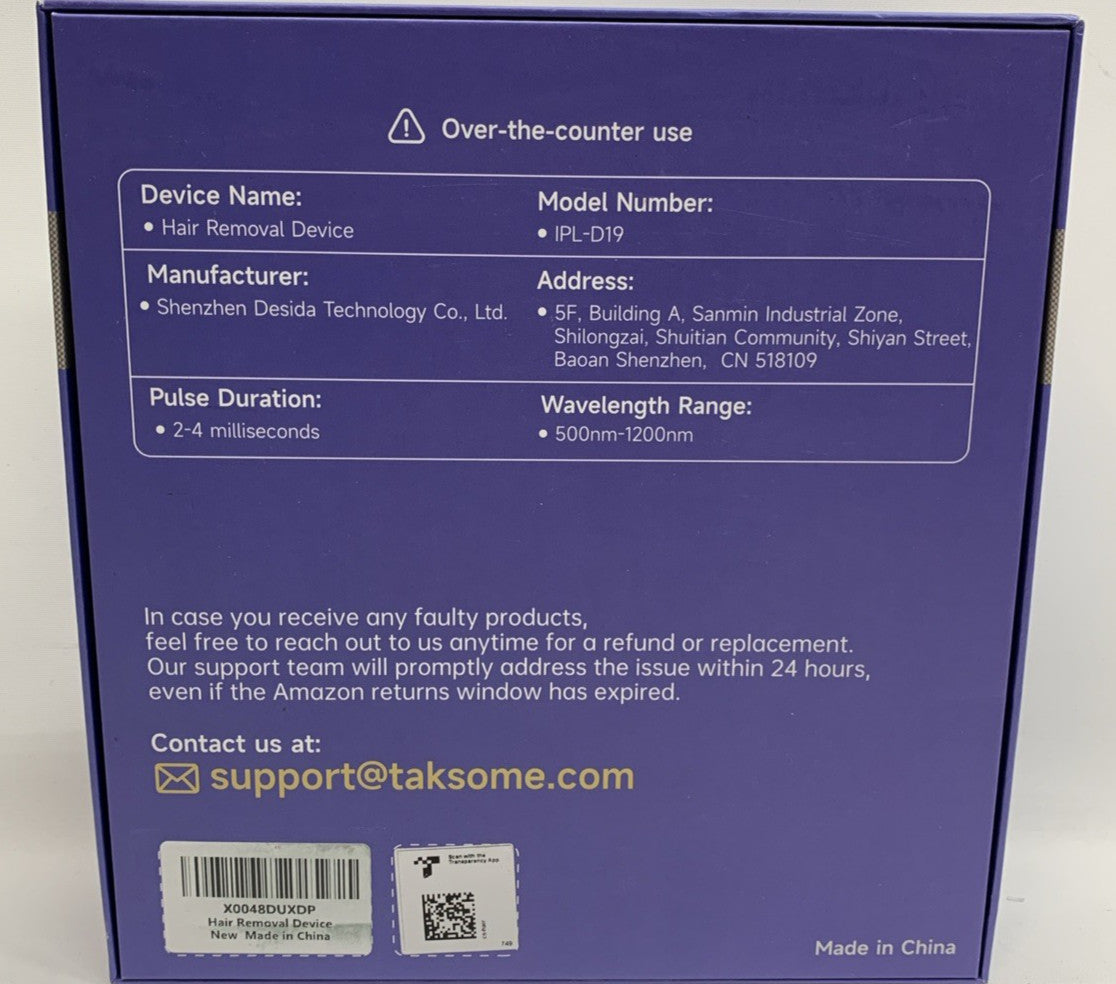 Over-the-counter use
Device Name:
• Hair Removal Device
Model Number:
• IPL-D19
Manufacturer:
• Shenzhen Desida Technology Co., Ltd.
Address:
• 5F, Building A, Sanmin Industrial Zone,
Shilongzai, Shuitian Community, Shiyan Street,
Baoan Shenzhen, CN 518109
Pulse Duration:
• 2-4 milliseconds
Wavelength Range:
• 500nm-1200nm
In case you receive any faulty products,
feel free to reach out to us anytime for a refund or replacement.
Our support team will promptly address the issue within 24 hours,
even if the Amazon returns window has expired.
Contact us at:
support@taksome.com
X0048DUXDP
Hair Removal Device
New Made in China
Scan with the
Transparency App
749
Made in China